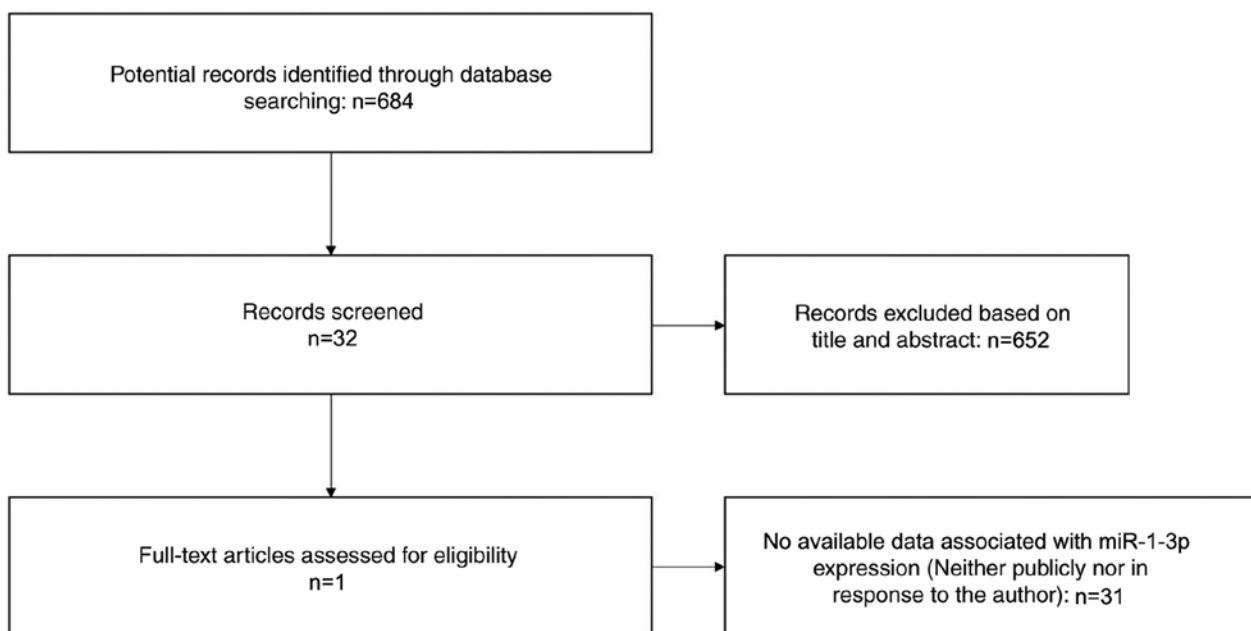 Potential records identified through database
searching: n=684
Records screened
n=32
Records excluded based on
title and abstract: n=652
Full-text articles assessed for eligibility
n=1
No available data associated with miR-1-3p
expression (Neither publicly nor in
response to the author): n=31